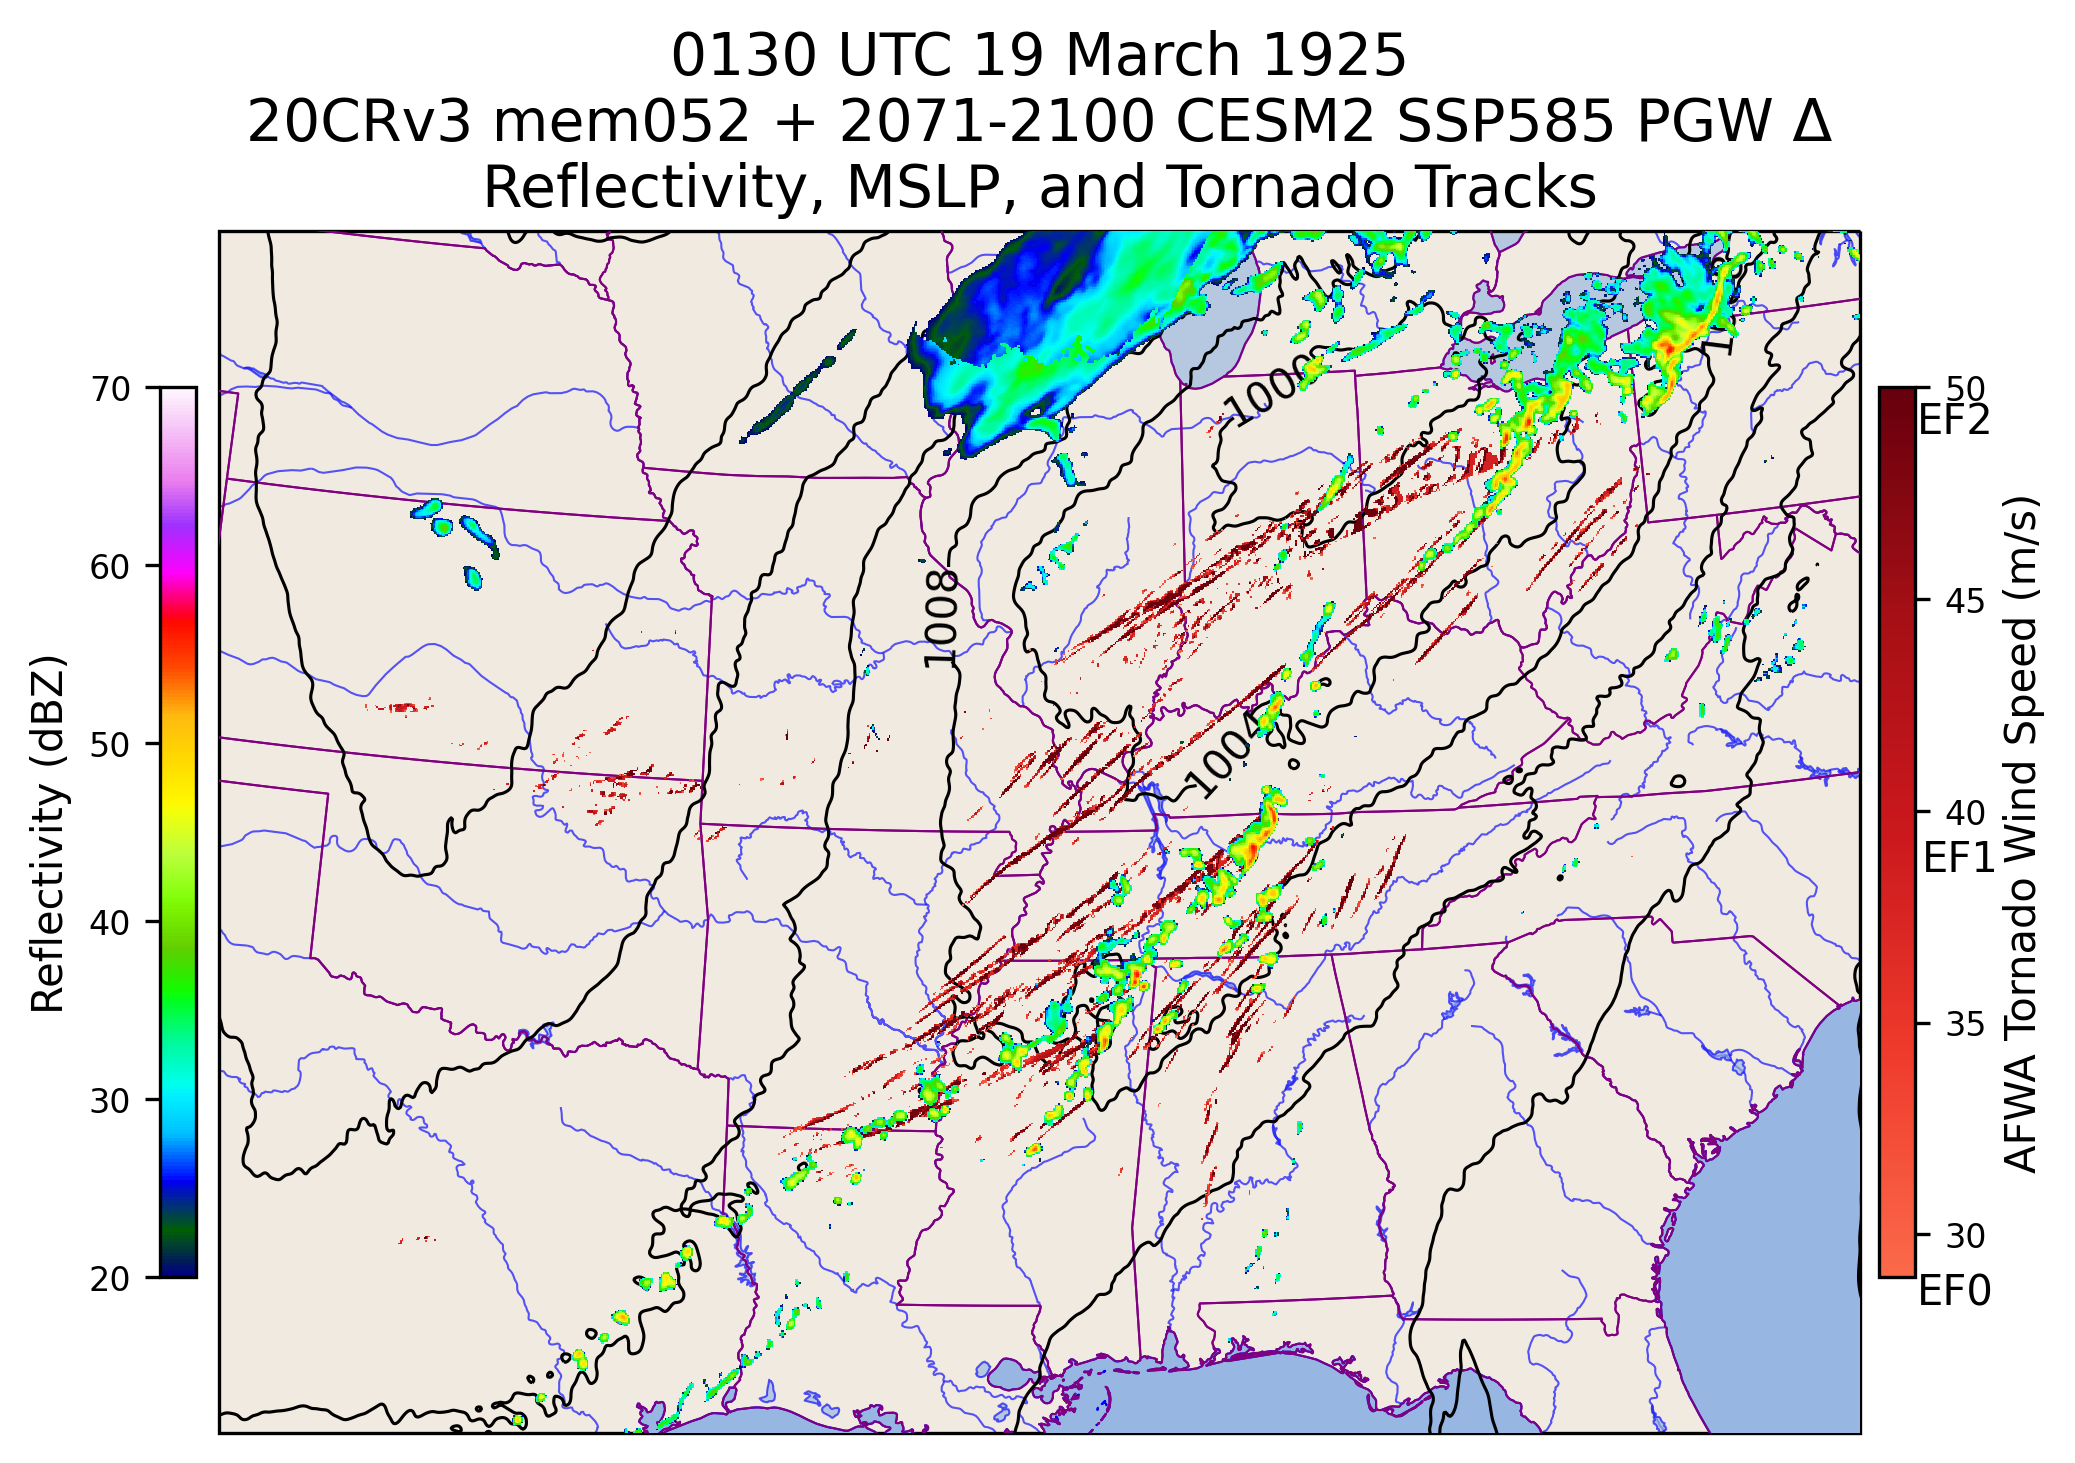 0130 UTC 19 March 1925
20CRv3 mem052 + 2071-2100 CESM2 SSP585 PGW Δ
Reflectivity, MSLP, and Tornado Tracks
70
60
50
40
30
20
Reflectivity (dBZ)
1000
1008
1004
50
EF2
45
40
EF1
35
30
EF0
AFWA Tornado Wind Speed (m/s)